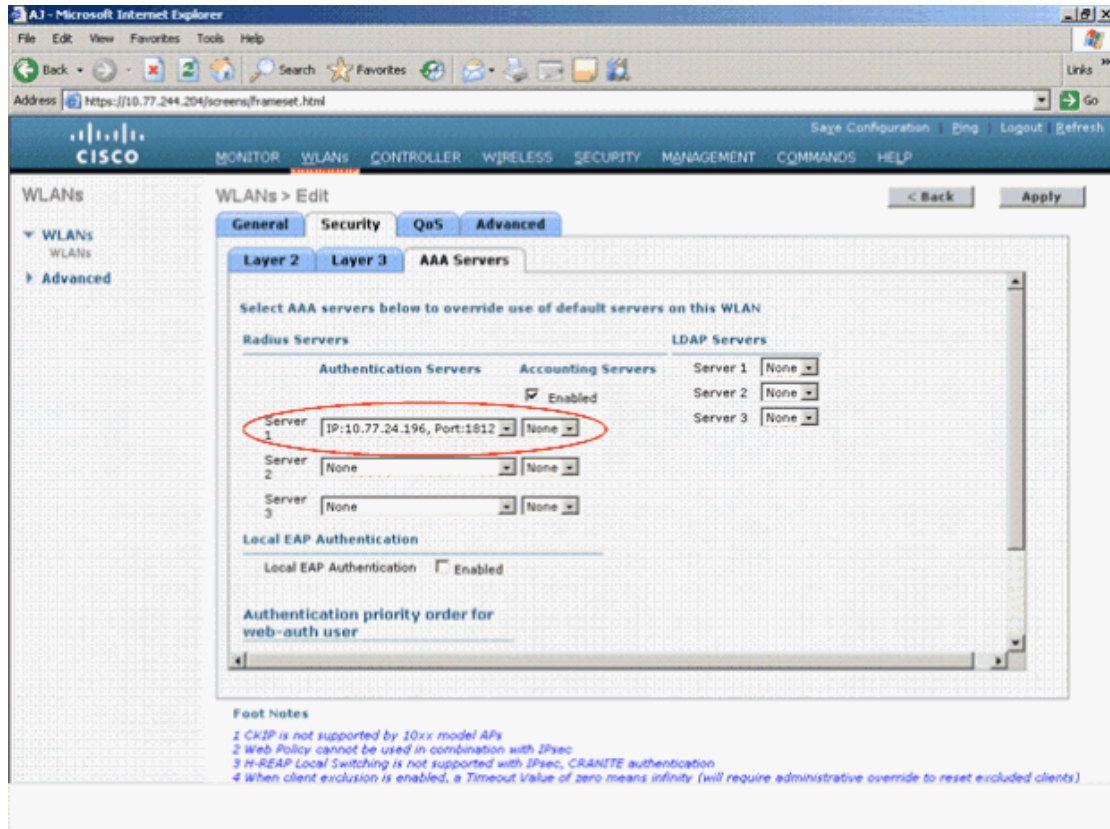 AJ - Microsoft Internet Explorer
File Edit View Favorites Tools Help
Back Search Favorites Links »
Address https://10.77.244.204/screens/frameset.html Go
Save Configuration | Ping | Logout | Refresh
CISCO
MONITOR WLANs CONTROLLER WIRELESS SECURITY MANAGEMENT COMMANDS HELP
WLANs
WLANs
WLANs
Advanced
WLANs > Edit
< Back Apply
General Security QoS Advanced
Layer 2 Layer 3 AAA Servers
Select AAA servers below to override use of default servers on this WLAN
Radius Servers
LDAP Servers
Authentication Servers Accounting Servers
Enabled
Server 1 IP:10.77.24.196, Port:1812 None
Server 2 None None
Server 3 None None
Server 1 None
Server 2 None
Server 3 None
Local EAP Authentication
Local EAP Authentication Enabled
Authentication priority order for
web-auth user
Foot Notes
1 CKIP is not supported by 10xx model APs
2 Web Policy cannot be used in combination with IPsec
3 H-REAP Local Switching is not supported with IPsec, CRANITE authentication
4 When client exclusion is enabled, a Timeout Value of zero means infinity (will require administrative override to reset excluded clients)